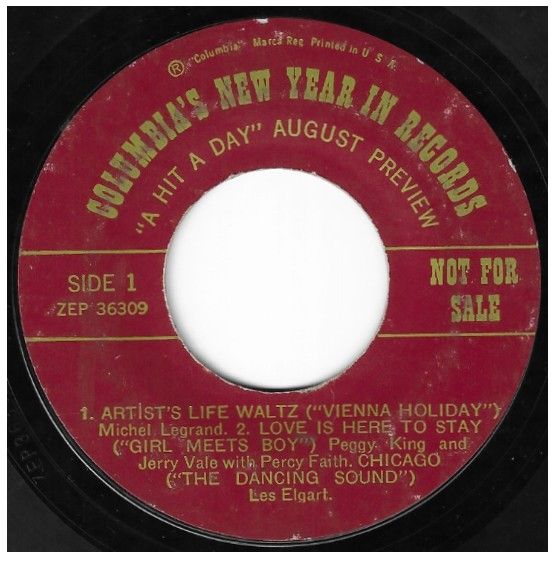 ® "Columbia" Marca Reg. Printed in U S A
COLUMBIA'S NEW YEAR IN RECORDS
"A HIT A DAY" AUGUST PREVIEW
SIDE 1
ZEP 36309
NOT FOR
SALE
1. ARTIST'S LIFE WALTZ ("VIENNA HOLIDAY")
Michel Legrand. 2. LOVE IS HERE TO STAY
("GIRL MEETS BOY") Peggy King and
Jerry Vale with Percy Faith. CHICAGO
("THE DANCING SOUND")
Les Elgart.